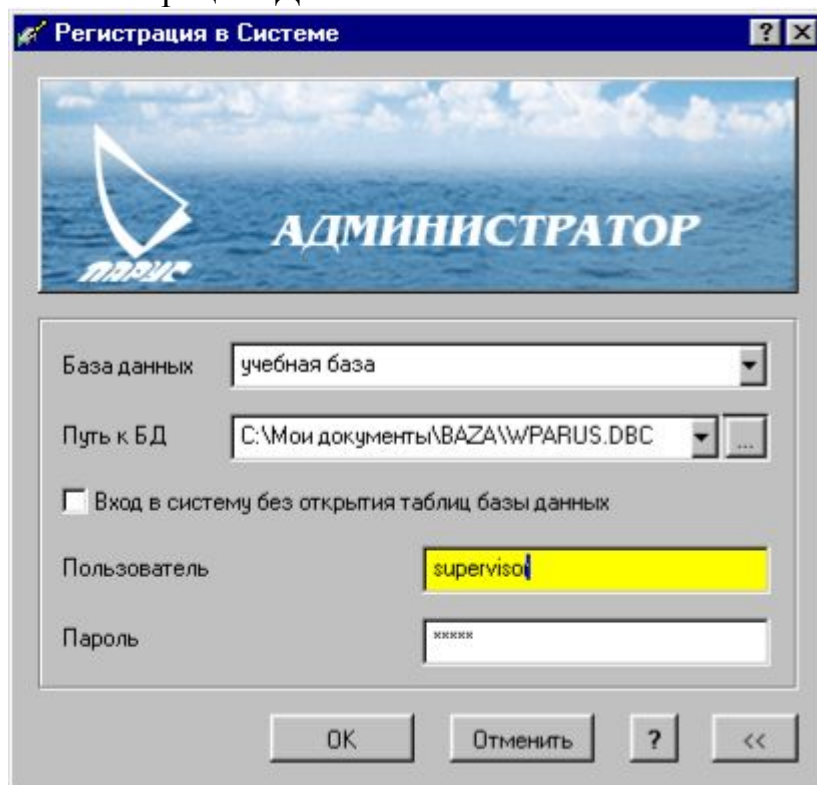 Регистрация в Системе
ПАРУС
АДМИНИСТРАТОР
База данных учебная база
Путь к БД C:\Мои документы\BAZA\WPARUS.DBC ...
Вход в систему без открытия таблиц базы данных
Пользователь supervisor
Пароль *****
OK Отменить ? <<